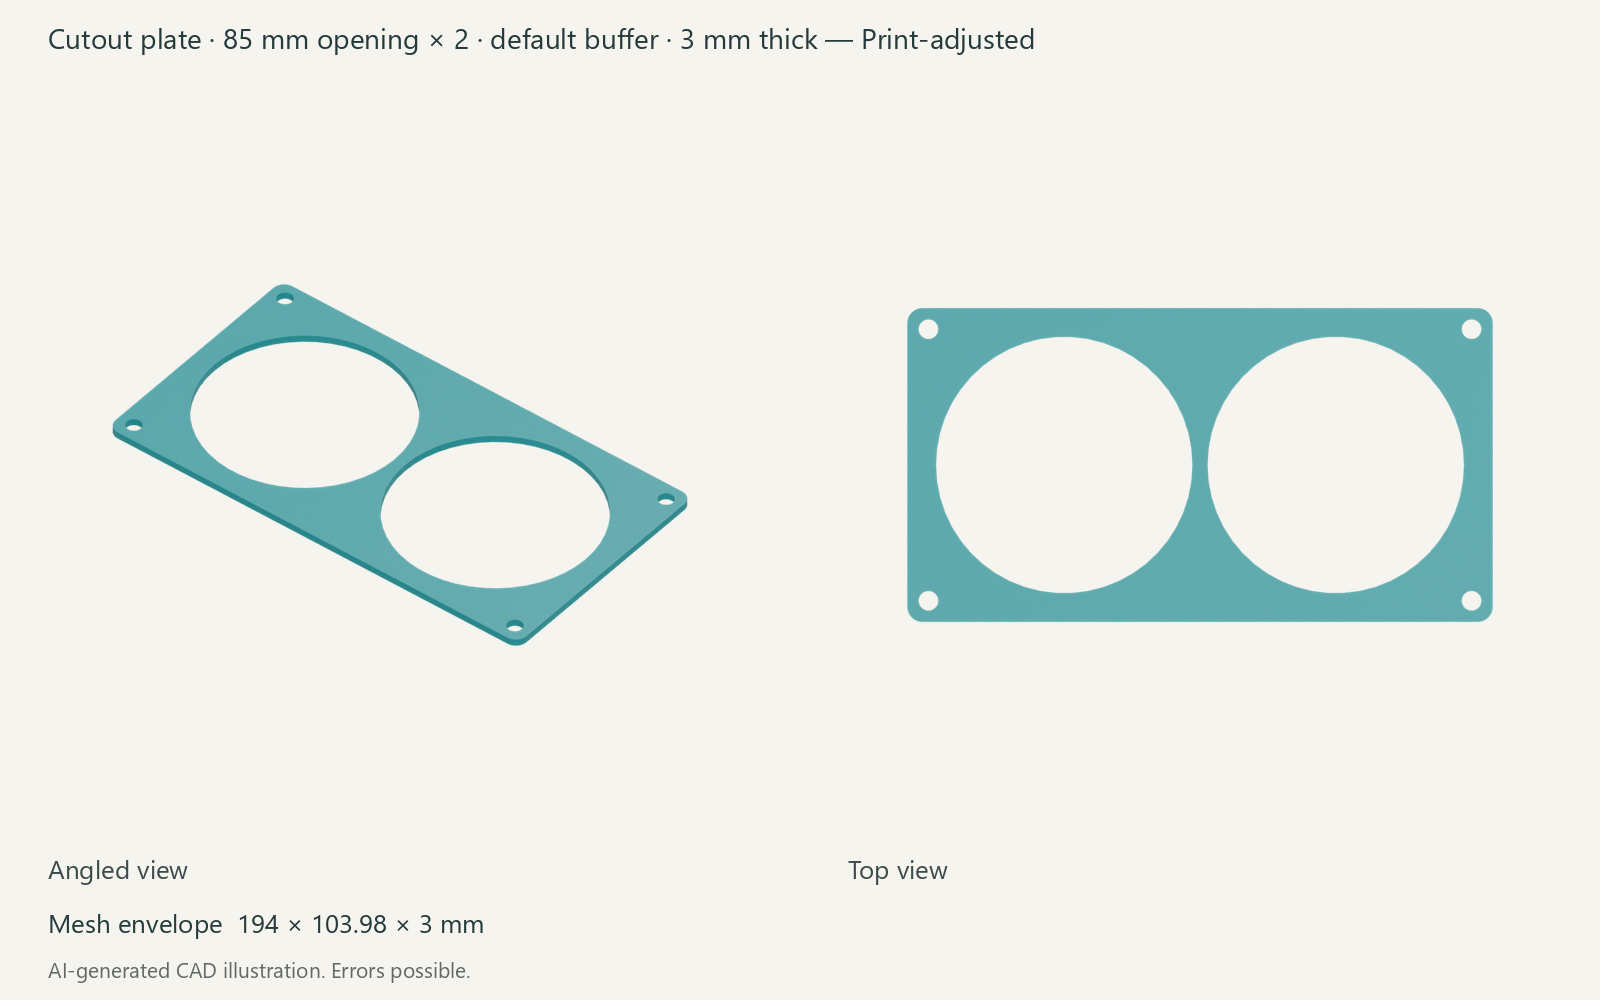 Cutout plate · 85 mm opening × 2 · default buffer · 3 mm thick — Print-adjusted
Angled view
Top view
Mesh envelope 194 × 103.98 × 3 mm
AI-generated CAD illustration. Errors possible.